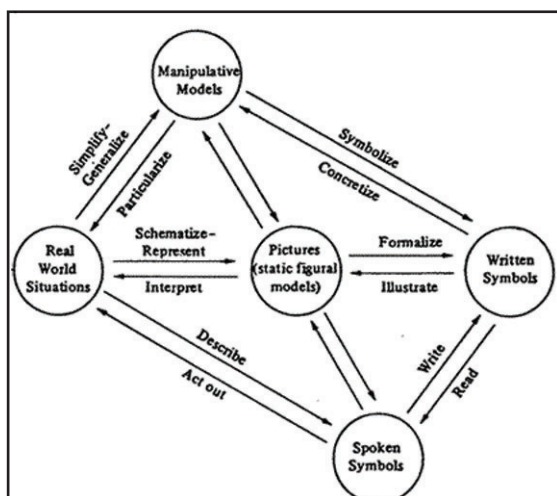 Manipulative
Models
Simplify-
Generalize
Particularize
Symbolize
Concretize
Real
World
Situations
Schematize-
Represent
Interpret
Pictures
(static figural
models)
Formalize
Illustrate
Written
Symbols
Describe
Act out
Write
Read
Spoken
Symbols